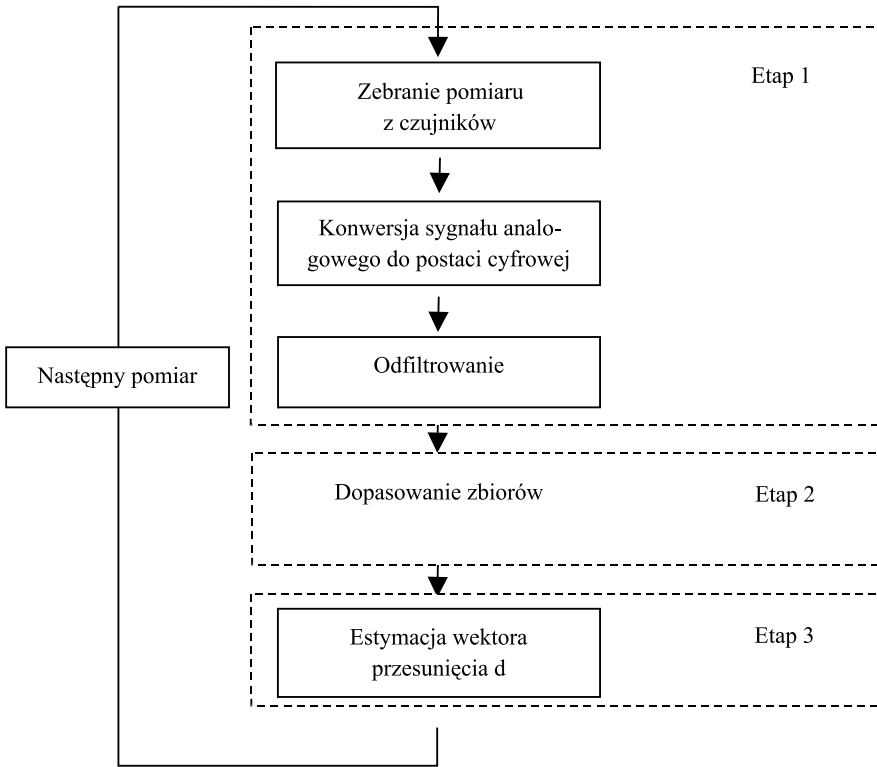 Etap 1
Zebranie pomiaru
z czujników
Konwersja sygnału analo-
gowego do postaci cyfrowej
Odfiltrowanie
Następny pomiar
Dopasowanie zbiorów
Etap 2
Estymacja wektora
przesunięcia d
Etap 3